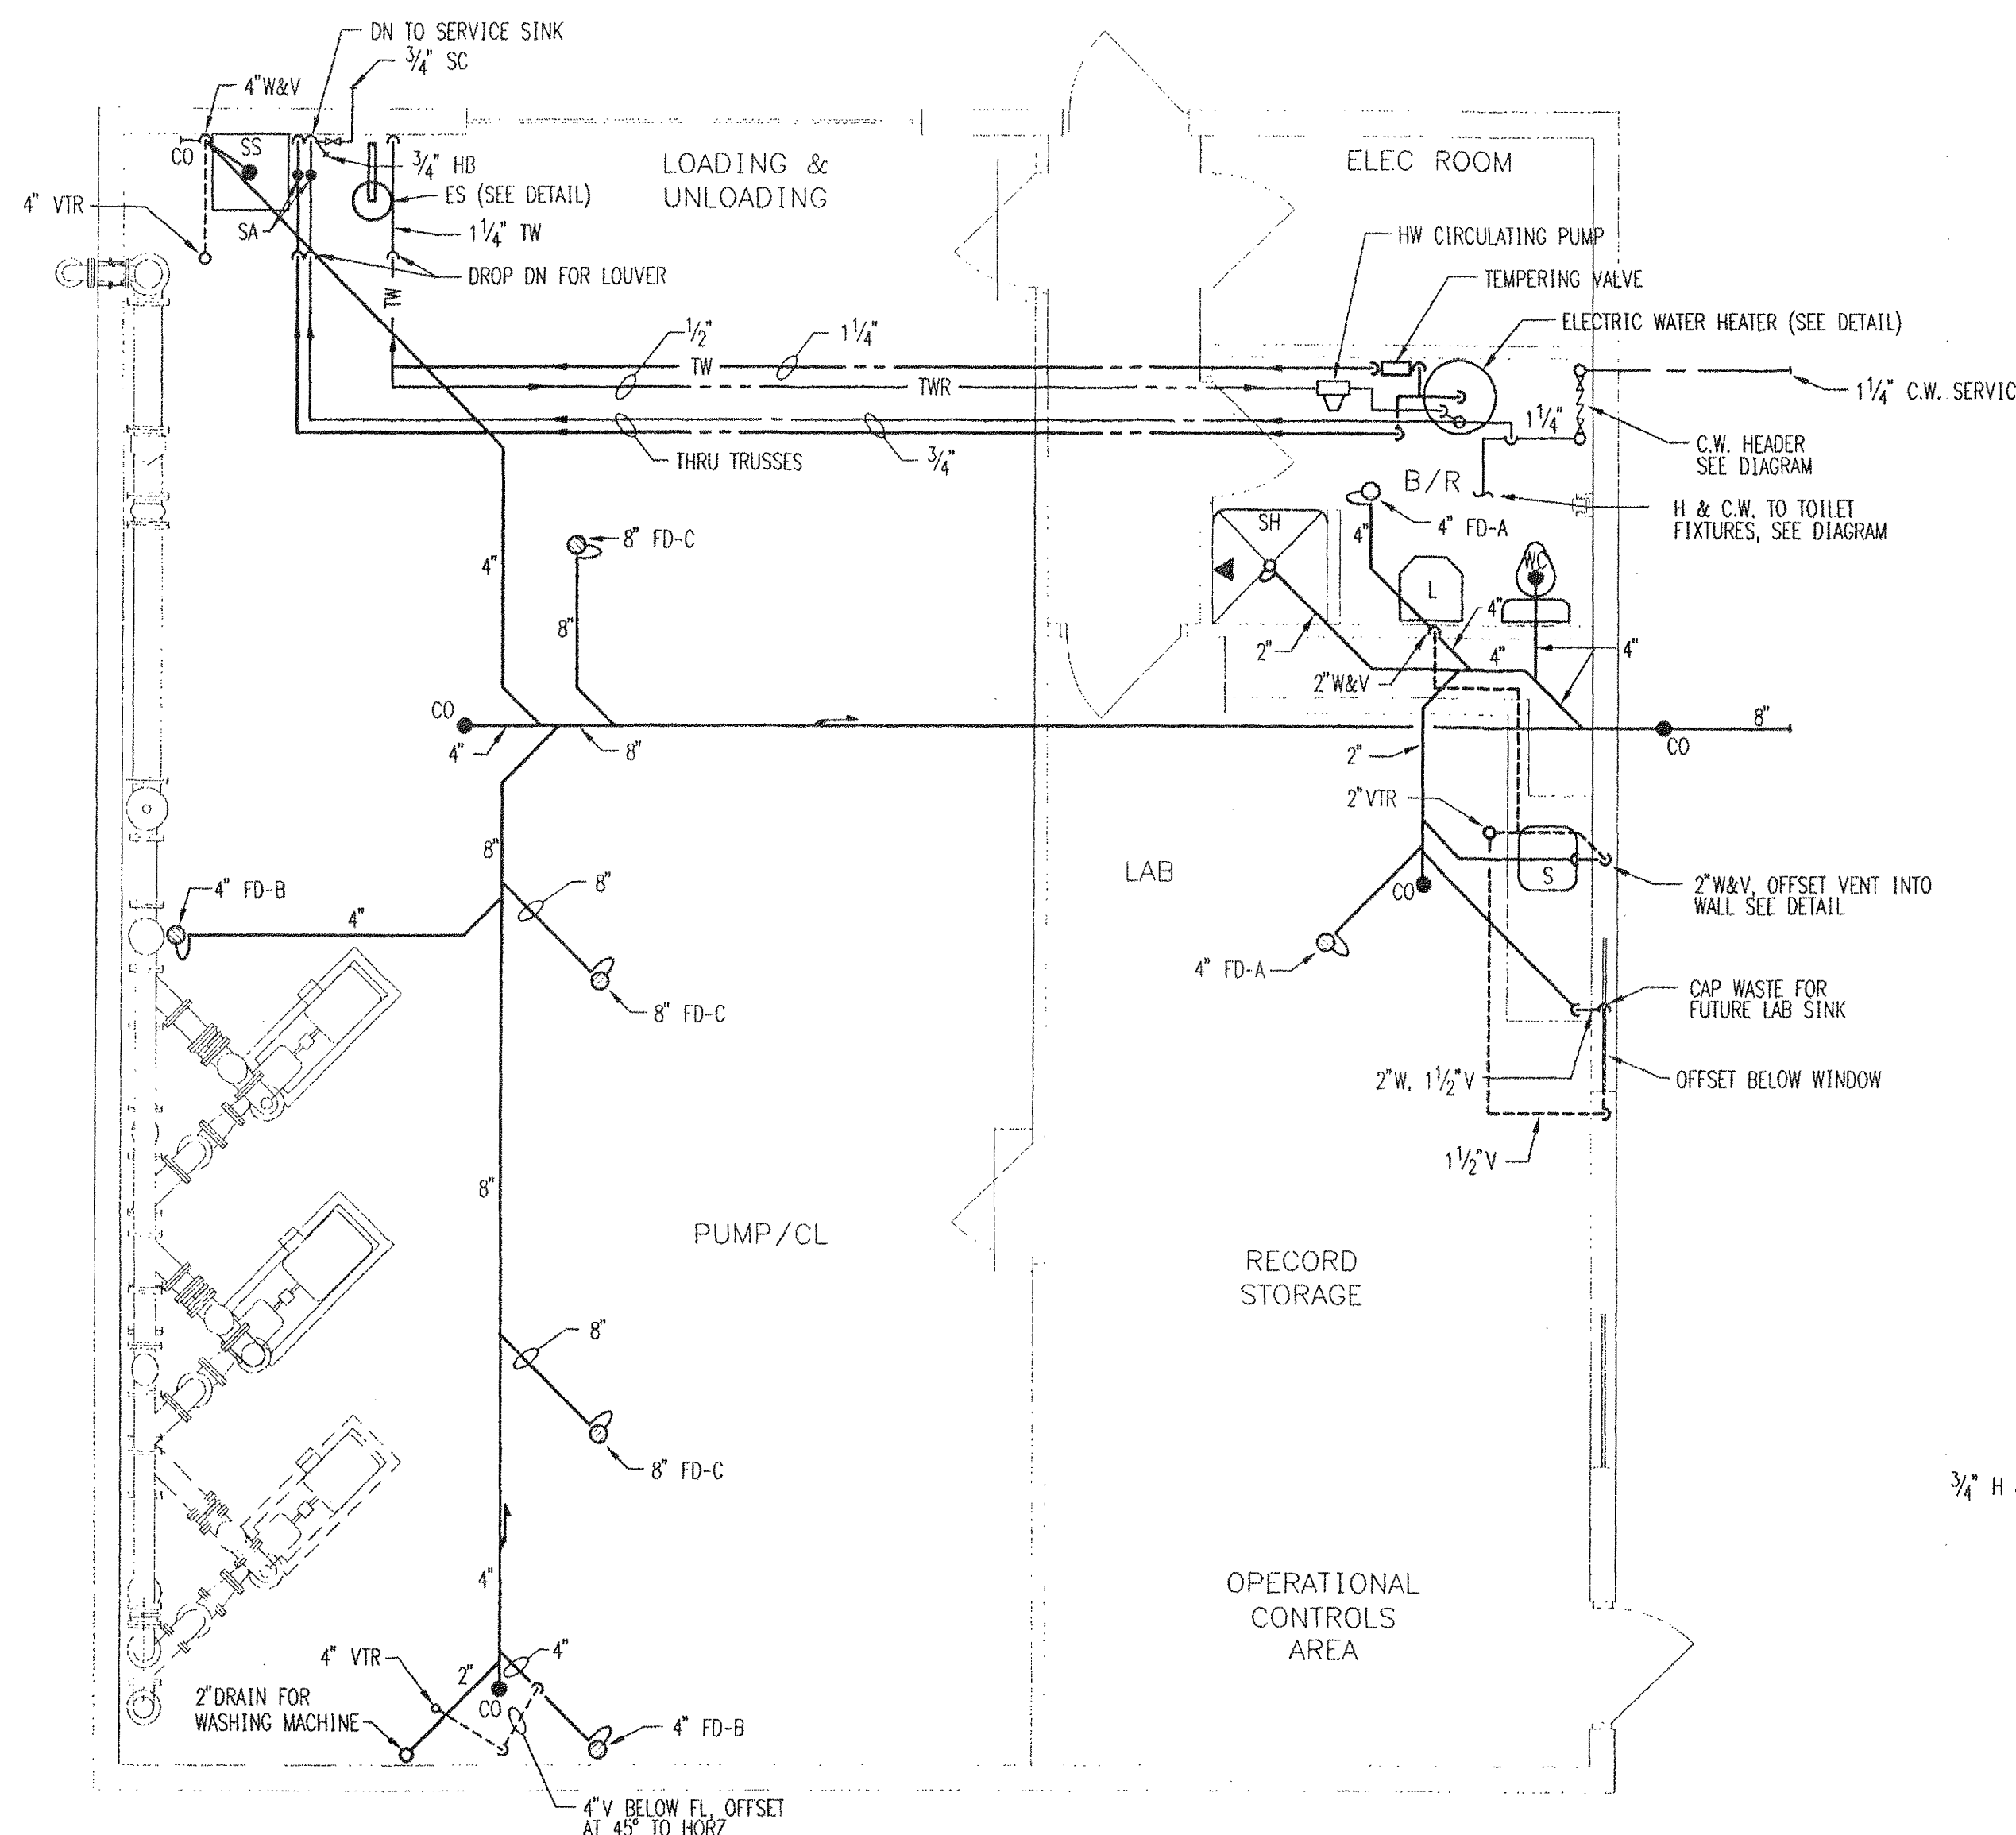 DN TO SERVICE SINK
3/4" SC
4"W&V
CO
SS
3/4" HB
LOADING &
UNLOADING
ELEC ROOM
ES (SEE DETAIL)
4" VTR
SA
1 1/4" TW
HW CIRCULATING PUMP
DROP DN FOR LOUVER
TEMPERING VALVE
TW
1/2"
1 1/4"
ELECTRIC WATER HEATER (SEE DETAIL)
TW
TWR
1 1/4" C.W. SERVIC
1 1/4"
C.W. HEADER
SEE DIAGRAM
THRU TRUSSES
3/4"
B/R
H & C.W. TO TOILET
FIXTURES, SEE DIAGRAM
4" FD-A
SH
4"
8" FD-C
4"
WC
L
4"
8"
2"
4"
4"
2"W&V
CO
4"
8"
8"
CO
2"
2"VTR
8"
LAB
S
4" FD-B
8"
4"
CO
2"W&V, OFFSET VENT INTO
WALL SEE DETAIL
4" FD-A
8" FD-C
CAP WASTE FOR
FUTURE LAB SINK
2"W, 1 1/2"V
OFFSET BELOW WINDOW
1 1/2"V
8"
PUMP/CL
RECORD
STORAGE
8"
8" FD-C
3/4" H
4"
OPERATIONAL
CONTROLS
AREA
4" VTR
2"
4"
CO
2"DRAIN FOR
WASHING MACHINE
4" FD-B
4"V BELOW FL, OFFSET
AT 45° TO HORZ